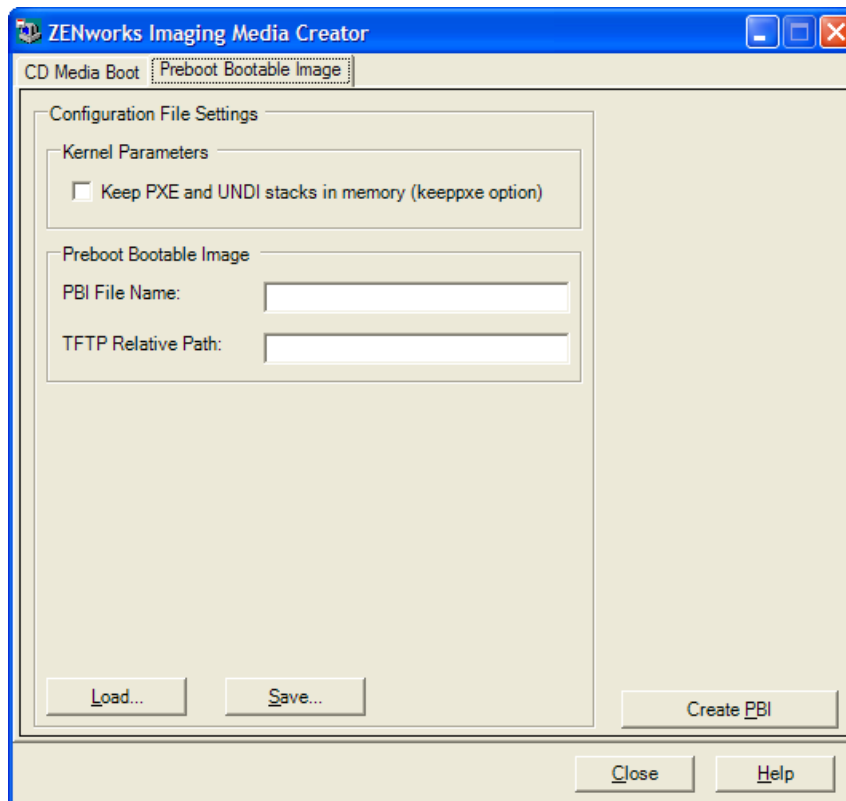 ZENworks Imaging Media Creator
CD Media Boot
Preboot Bootable Image
Configuration File Settings
Kernel Parameters
Keep PXE and UNDI stacks in memory (keeppxe option)
Preboot Bootable Image
PBI File Name:
TFTP Relative Path:
Load...
Save...
Create PBI
Close
Help